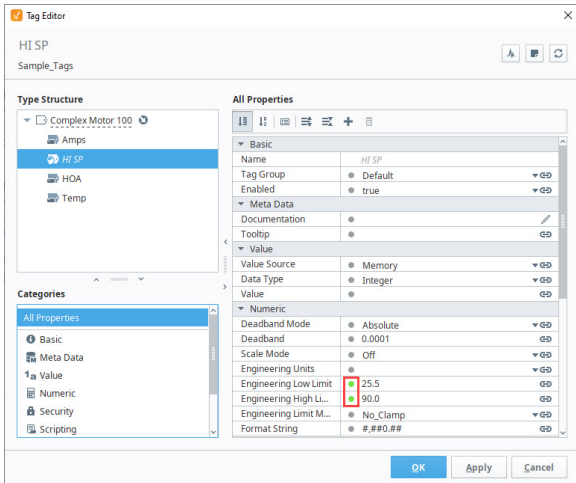 Tag Editor
HI SP
Sample_Tags
Type Structure
Complex Motor 100
Amps
HI SP
HOA
Temp
Categories
All Properties
Basic
Meta Data
Value
Numeric
Security
Scripting
All Properties
Basic
Name HI SP
Tag Group Default
Enabled true
Meta Data
Documentation
Tooltip
Value
Value Source Memory
Data Type Integer
Value
Numeric
Deadband Mode Absolute
Deadband 0.0001
Scale Mode Off
Engineering Units
Engineering Low Limit 25.5
Engineering High Li... 90.0
Engineering Limit M... No_Clamp
Format String #,##0.##
OK Apply Cancel